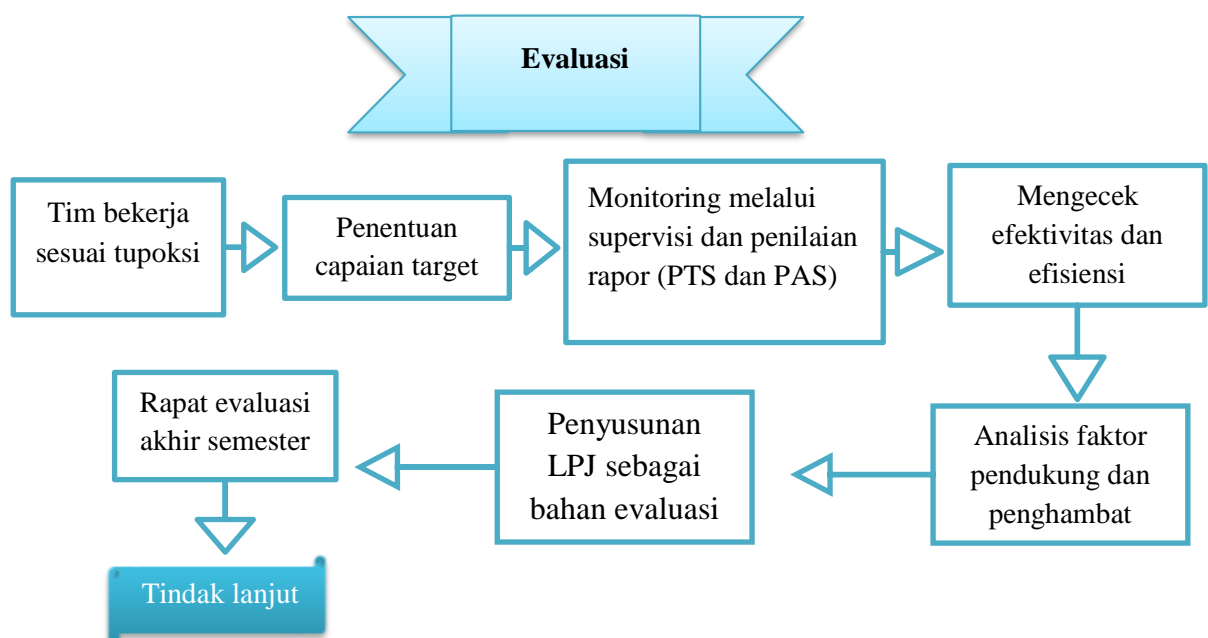 Evaluasi
Tim bekerja
sesuai tupoksi
Penentuan
capaian target
Monitoring melalui
supervisi dan penilaian
rapor (PTS dan PAS)
Mengecek
efektivitas dan
efisiensi
Analisis faktor
pendukung dan
penghambat
Penyusunan
LPJ sebagai
bahan evaluasi
Rapat evaluasi
akhir semester
Tindak lanjut